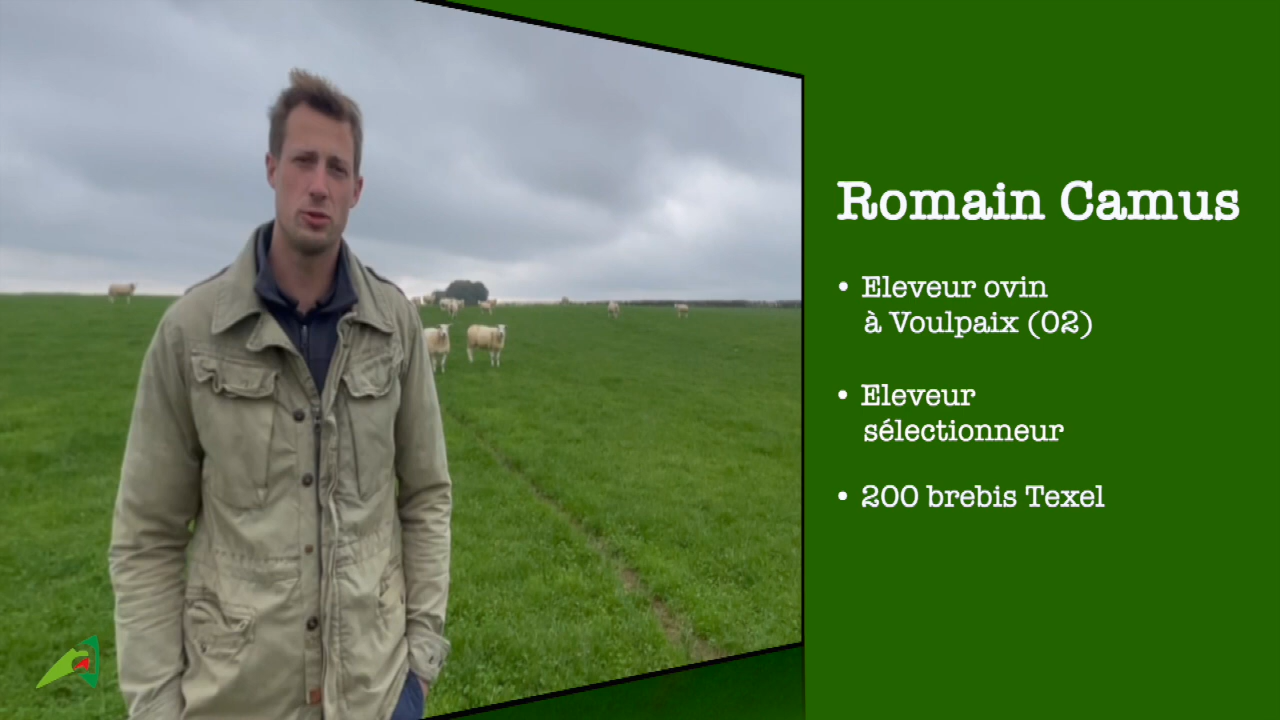 Romain Camus
• Eleveur ovin
à Voulpaix (02)
• Eleveur
sélectionneur
• 200 brebis Texel